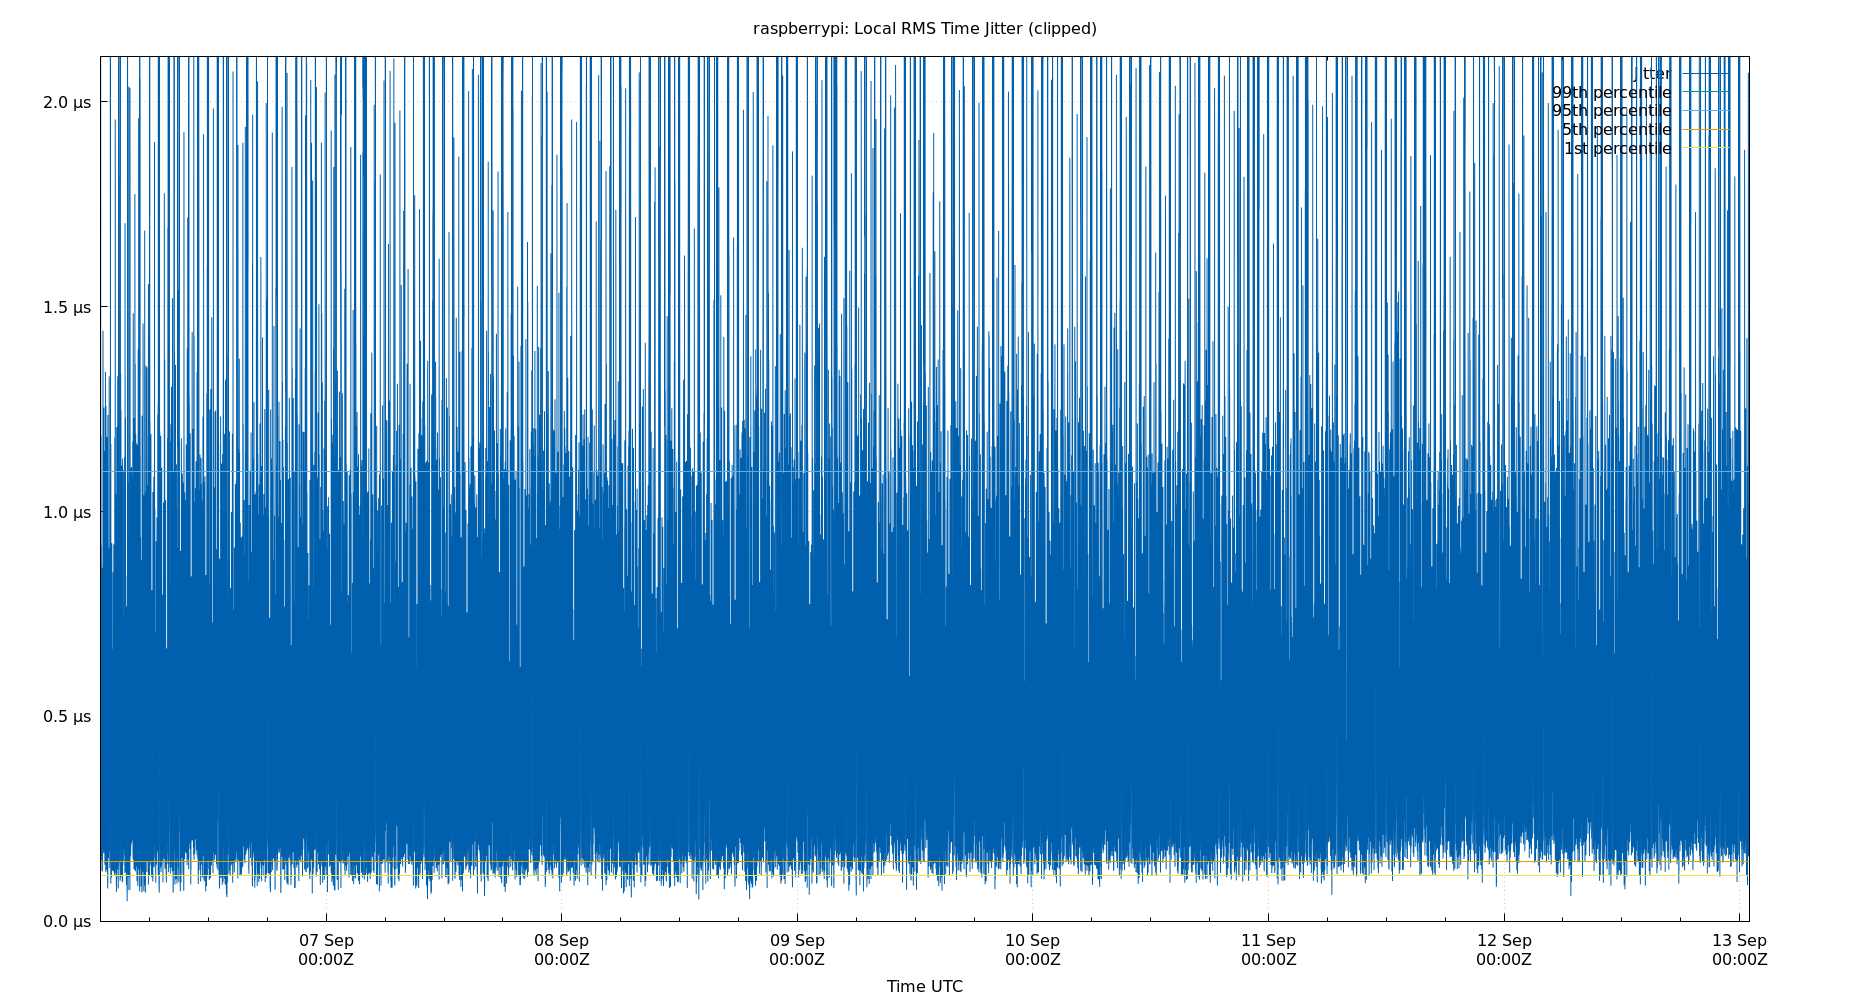 raspberrypi: Local RMS Time Jitter (clipped)
Jitter
99th percentile
95th percentile
5th percentile
1st percentile
2.0 µs
1.5 µs
1.0 µs
0.5 µs
0.0 µs
07 Sep 08 Sep 09 Sep 10 Sep 11 Sep 12 Sep 13 Sep
00:00Z 00:00Z 00:00Z 00:00Z 00:00Z 00:00Z 00:00Z
Time UTC